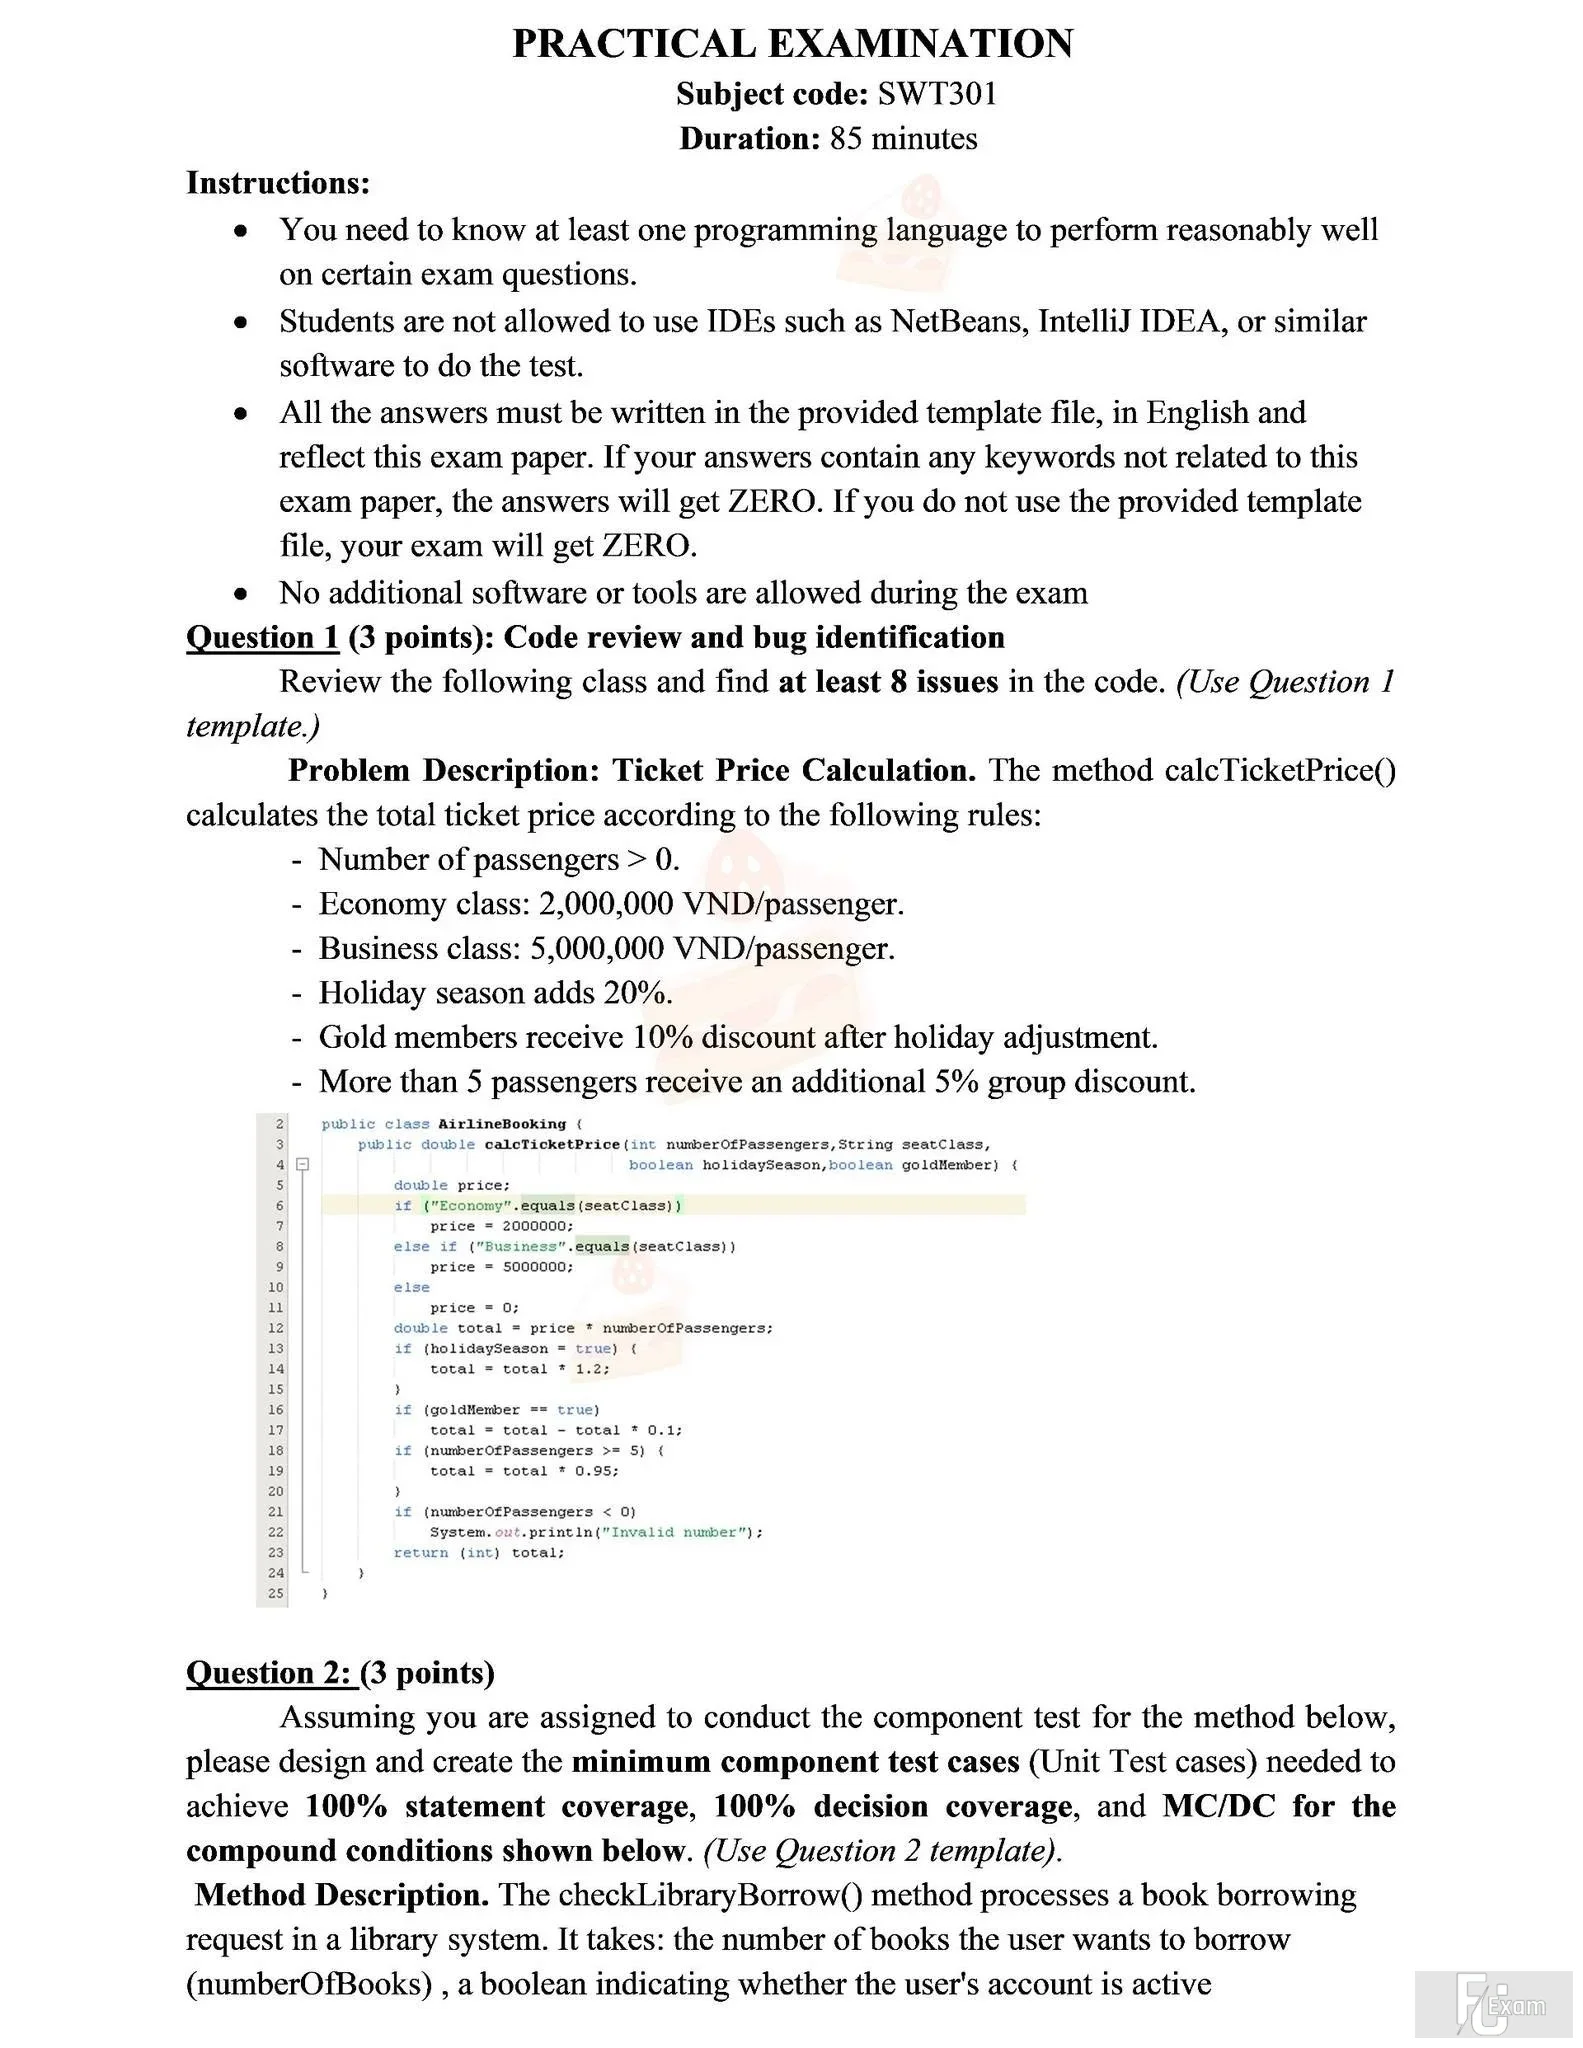 PRACTICAL EXAMINATION
Subject code: SWT301
Duration: 85 minutes
Instructions:
• You need to know at least one programming language to perform reasonably well
on certain exam questions.
• Students are not allowed to use IDEs such as NetBeans, IntelliJ IDEA, or similar
software to do the test.
• All the answers must be written in the provided template file, in English and
reflect this exam paper. If your answers contain any keywords not related to this
exam paper, the answers will get ZERO. If you do not use the provided template
file, your exam will get ZERO.
• No additional software or tools are allowed during the exam
Question 1 (3 points): Code review and bug identification
Review the following class and find at least 8 issues in the code. (Use Question 1
template.)
Problem Description: Ticket Price Calculation. The method calcTicketPrice()
calculates the total ticket price according to the following rules:
- Number of passengers > 0.
- Economy class: 2,000,000 VND/passenger.
- Business class: 5,000,000 VND/passenger.
- Holiday season adds 20%.
- Gold members receive 10% discount after holiday adjustment.
- More than 5 passengers receive an additional 5% group discount.
2 public class AirlineBooking {
3 public double calcTicketPrice(int numberOfPassengers,String seatClass,
4 boolean holidaySeason,boolean goldMember) {
5 double price;
6 if ("Economy".equals(seatClass))
7 price = 2000000;
8 else if ("Business".equals(seatClass))
9 price = 5000000;
10 else
11 price = 0;
12 double total = price * numberOfPassengers;
13 if (holidaySeason = true) {
14 total = total * 1.2;
15 }
16 if (goldMember == true)
17 total = total - total * 0.1;
18 if (numberOfPassengers >= 5) {
19 total = total * 0.95;
20 }
21 if (numberOfPassengers < 0)
22 System.out.println("Invalid number");
23 return (int) total;
24 }
25 }
Question 2: (3 points)
Assuming you are assigned to conduct the component test for the method below,
please design and create the minimum component test cases (Unit Test cases) needed to
achieve 100% statement coverage, 100% decision coverage, and MC/DC for the
compound conditions shown below. (Use Question 2 template).
Method Description. The checkLibraryBorrow() method processes a book borrowing
request in a library system. It takes: the number of books the user wants to borrow
(numberOfBooks) , a boolean indicating whether the user's account is active
Exam